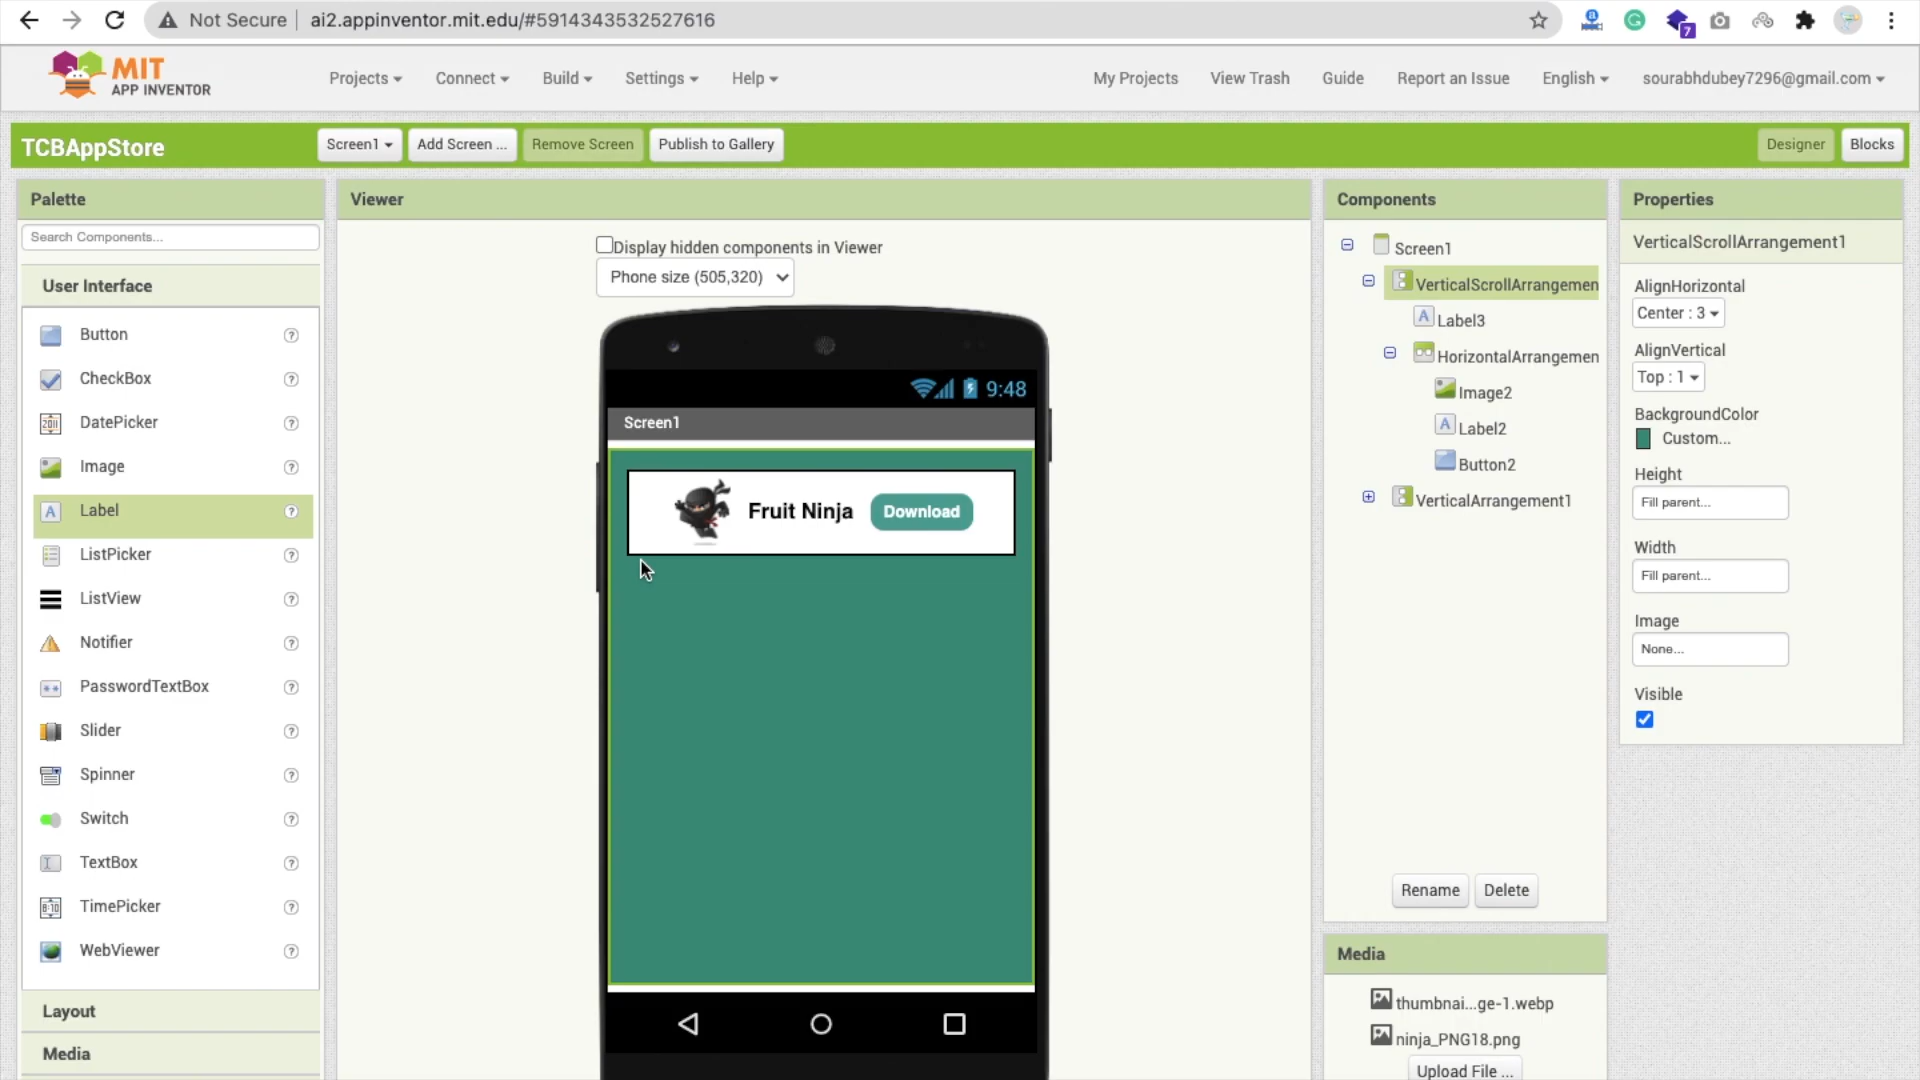 Not Secure
ai2.appinventor.mit.edu/#5914343532527616
7
MIT
APP INVENTOR
Projects
Connect
Build
Settings
Help
My Projects
View Trash
Guide
Report an Issue
English
sourabhdubey7296@gmail.com
TCBAppStore
Screen1
Add Screen ...
Remove Screen
Publish to Gallery
Designer
Blocks
Palette
Search Components...
User Interface
Button
CheckBox
DatePicker
Image
Label
ListPicker
ListView
Notifier
PasswordTextBox
Slider
Spinner
Switch
TextBox
TimePicker
WebViewer
Layout
Media
Viewer
Display hidden components in Viewer
Phone size (505,320)
9:48
Screen1
Fruit Ninja
Download
Components
Screen1
VerticalScrollArrangemen
Label3
HorizontalArrangemen
Image2
Label2
Button2
VerticalArrangement1
Rename
Delete
Media
thumbnai...ge-1.webp
ninja_PNG18.png
Upload File ...
Properties
VerticalScrollArrangement1
AlignHorizontal
Center : 3
AlignVertical
Top : 1
BackgroundColor
Custom...
Height
Fill parent...
Width
Fill parent...
Image
None...
Visible